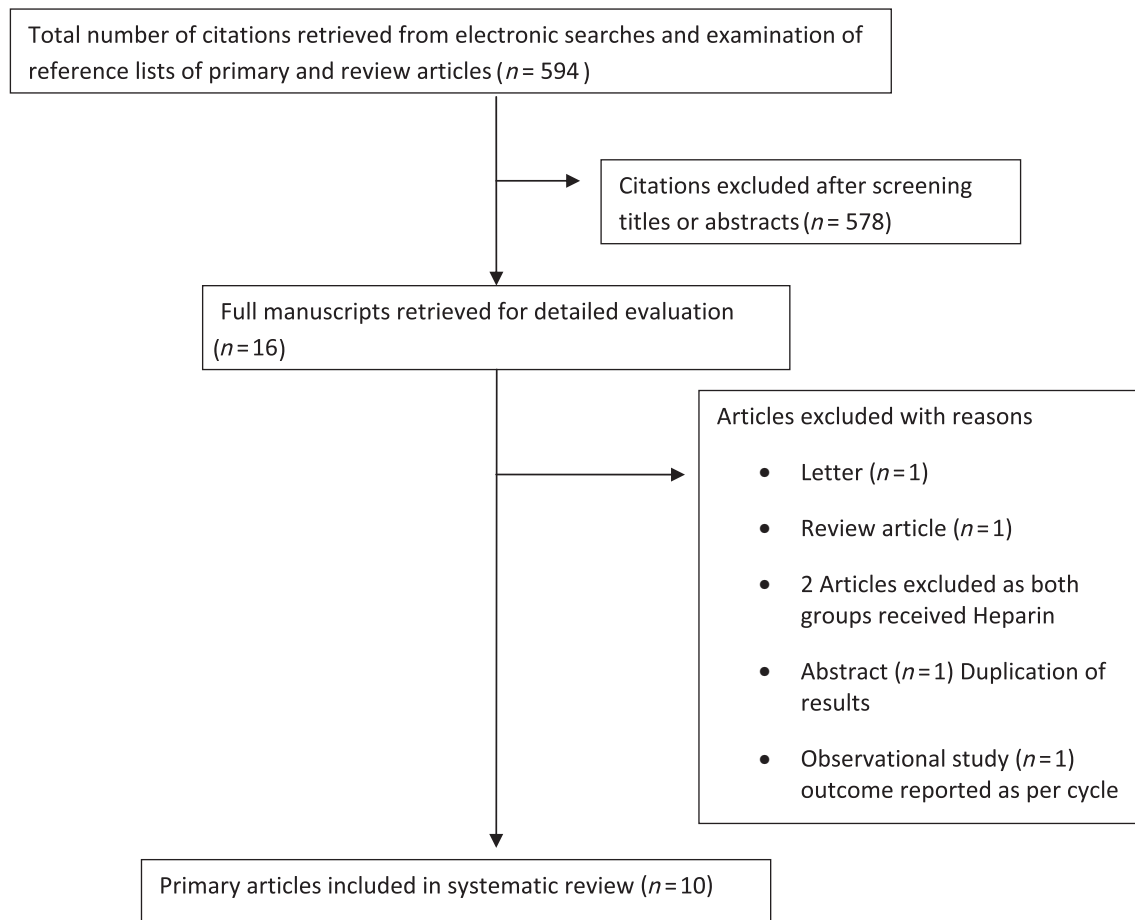 Total number of citations retrieved from electronic searches and examination of
reference lists of primary and review articles (n = 594 )
Citations excluded after screening
titles or abstracts (n = 578)
Full manuscripts retrieved for detailed evaluation
(n = 16)
Articles excluded with reasons
• Letter (n = 1)
• Review article (n = 1)
• 2 Articles excluded as both
groups received Heparin
• Abstract (n = 1) Duplication of
results
• Observational study (n = 1)
outcome reported as per cycle
Primary articles included in systematic review (n = 10)